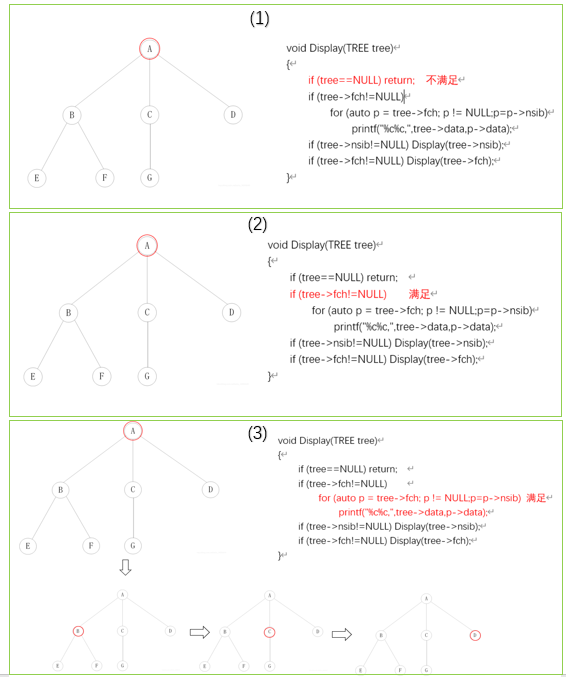 (1)
A
B
C
D
E
F
G
void Display(TREE tree)↵
{↵
if (tree==NULL) return; 不满足↵
if (tree->fch!=NULL)↵
for (auto p = tree->fch; p != NULL;p=p->nsib)↵
printf("%c%c,",tree->data,p->data);↵
if (tree->nsib!=NULL) Display(tree->nsib);↵
if (tree->fch!=NULL) Display(tree->fch);↵
}↵
(2)
A
B
C
D
E
F
G
void Display(TREE tree)↵
{↵
if (tree==NULL) return; ↵
if (tree->fch!=NULL) 满足↵
for (auto p = tree->fch; p != NULL;p=p->nsib)↵
printf("%c%c,",tree->data,p->data);↵
if (tree->nsib!=NULL) Display(tree->nsib);↵
if (tree->fch!=NULL) Display(tree->fch);↵
}↵
(3)
A
B
C
D
E
F
G
void Display(TREE tree)↵
{↵
if (tree==NULL) return; ↵
if (tree->fch!=NULL) ↵
for (auto p = tree->fch; p != NULL;p=p->nsib) 满足↵
printf("%c%c,",tree->data,p->data);↵
if (tree->nsib!=NULL) Display(tree->nsib);↵
if (tree->fch!=NULL) Display(tree->fch);↵
}↵
A
B
C
D
E
F
G
A
B
C
D
E
F
G
A
B
C
D
E
F
G